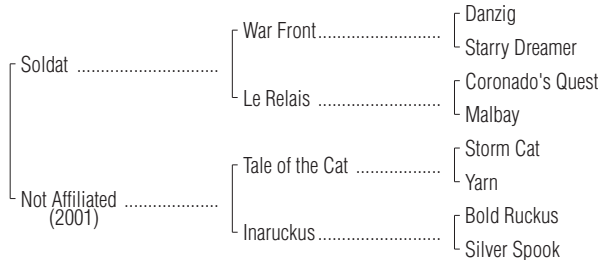 Danzig
War Front
Starry Dreamer
Soldat
Coronado's Quest
Le Relais
Malbay
Storm Cat
Tale of the Cat
Yarn
Not Affiliated
(2001)
Bold Ruckus
Inaruckus
Silver Spook